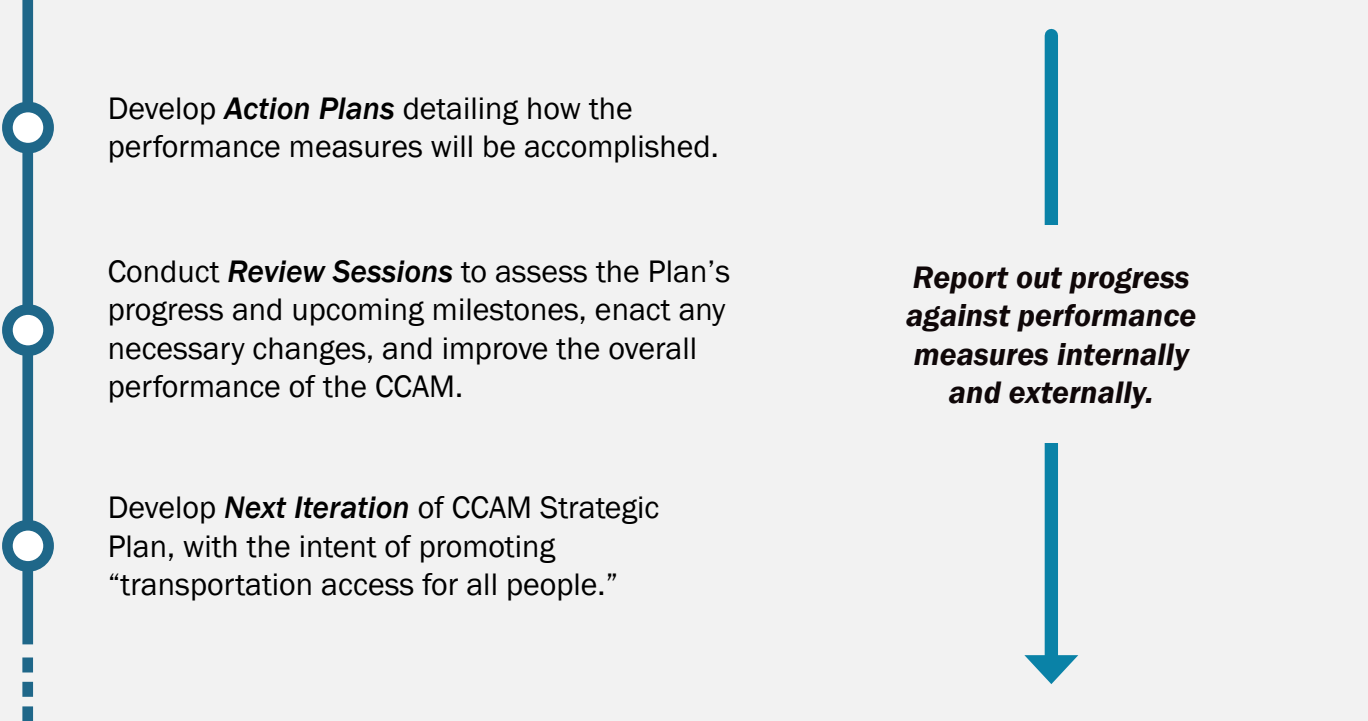 Develop Action Plans detailing how the
performance measures will be accomplished.
Conduct Review Sessions to assess the Plan’s
progress and upcoming milestones, enact any
necessary changes, and improve the overall
performance of the CCAM.
Develop Next Iteration of CCAM Strategic
Plan, with the intent of promoting
“transportation access for all people.”
Report out progress
against performance
measures internally
and externally.